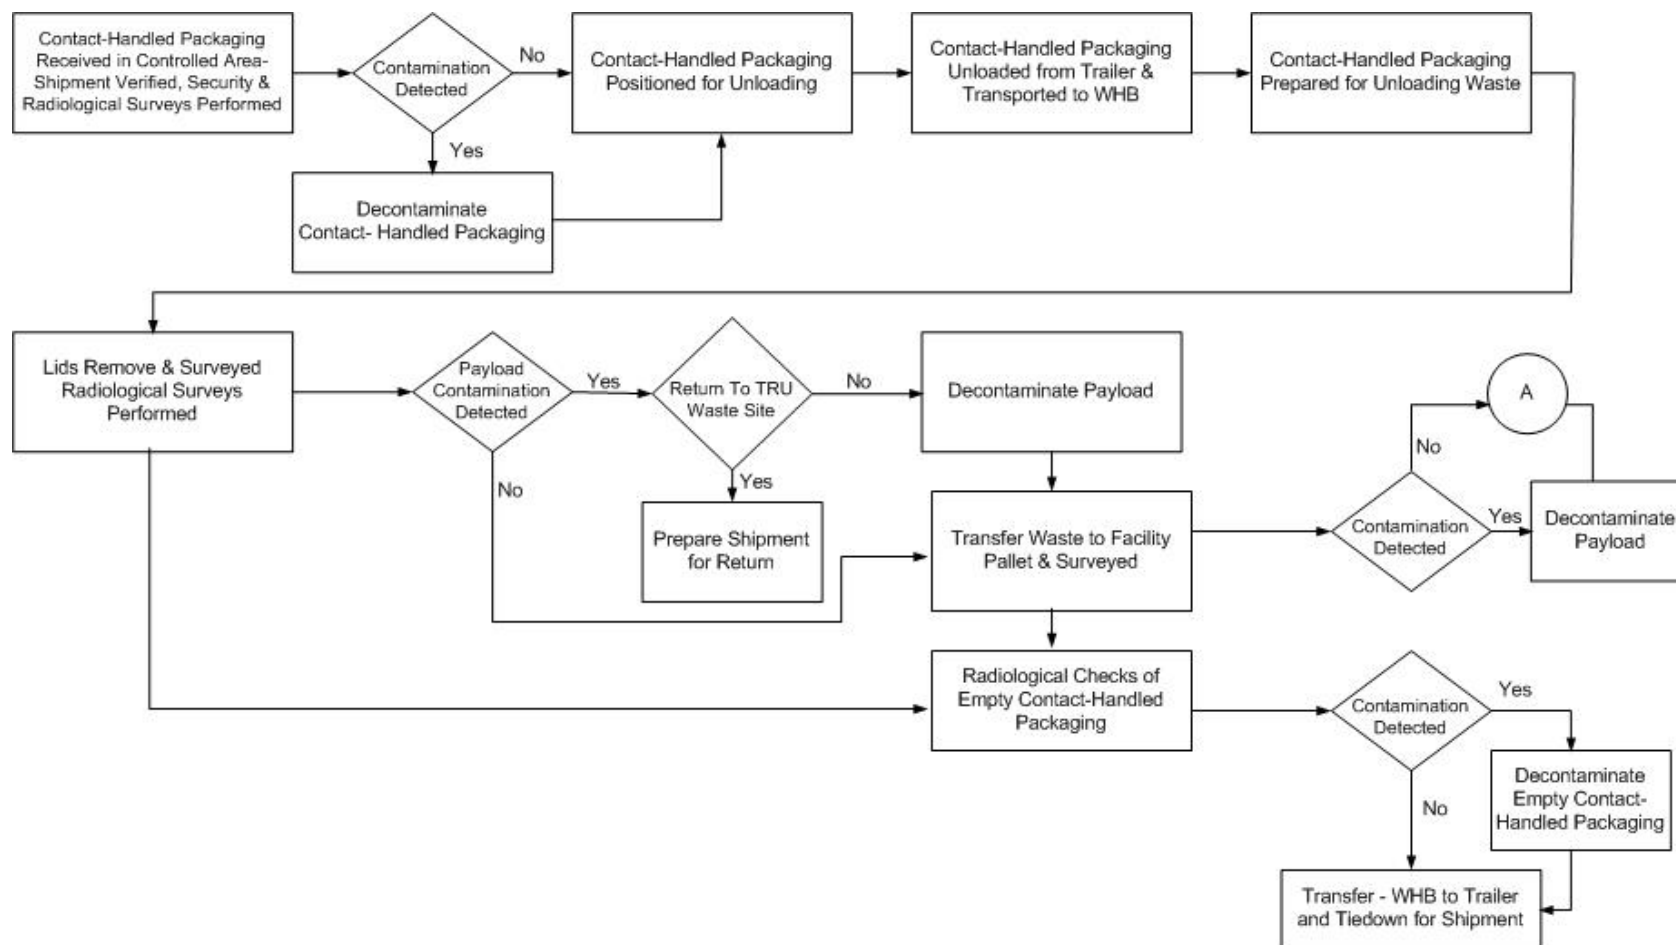 Contact-Handled Packaging
Received in Controlled Area-
Shipment Verified, Security &
Radiological Surveys Performed
Contamination
Detected
No
Yes
Contact-Handled Packaging
Positioned for Unloading
Contact-Handled Packaging
Unloaded from Trailer &
Transported to WHB
Contact-Handled Packaging
Prepared for Unloading Waste
Decontaminate
Contact- Handled Packaging
Lids Remove & Surveyed
Radiological Surveys
Performed
Payload
Contamination
Detected
Yes
No
Return To TRU
Waste Site
No
Yes
Decontaminate Payload
Prepare Shipment
for Return
Transfer Waste to Facility
Pallet & Surveyed
A
No
Contamination
Detected
Yes
Decontaminate
Payload
Radiological Checks of
Empty Contact-Handled
Packaging
Contamination
Detected
Yes
No
Decontaminate
Empty Contact-
Handled Packaging
Transfer - WHB to Trailer
and Tiedown for Shipment